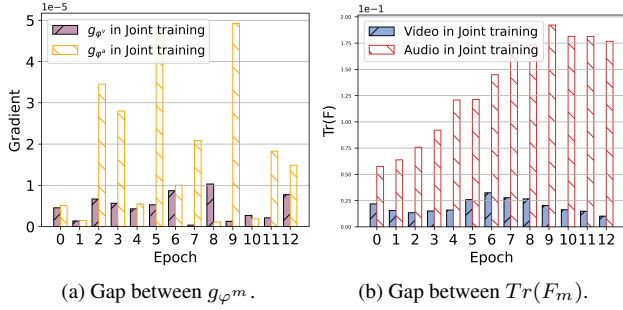 1e−5
g_φᵛ in Joint training
g_φᵃ in Joint training
Gradient
5
4
3
2
1
0
0 1 2 3 4 5 6 7 8 9 10 11 12
Epoch
(a) Gap between g_φᵐ.
1e−1
Video in Joint training
Audio in Joint training
Tr(F)
2.00
1.75
1.50
1.25
1.00
0.75
0.50
0.25
0.00
0 1 2 3 4 5 6 7 8 9 10 11 12
Epoch
(b) Gap between Tr(F_m).